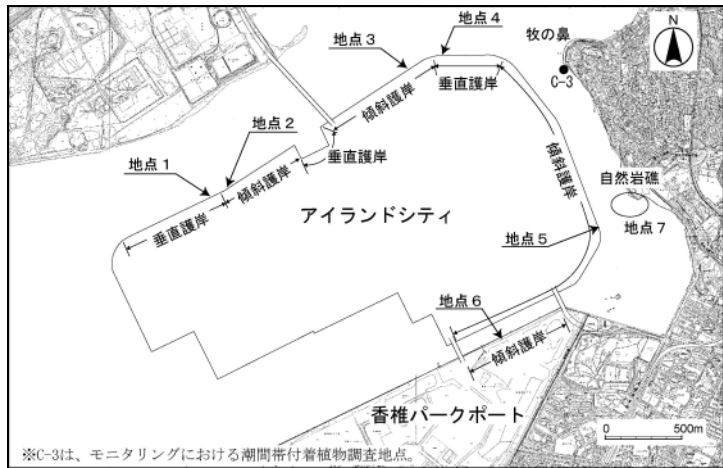 地点4
牧の鼻
N
地点3
C-3
垂直護岸
傾斜護岸
地点2
垂直護岸
地点1
傾斜護岸
傾斜護岸
自然岩礁
アイランドシティ
垂直護岸
地点7
地点5
地点6
傾斜護岸
香椎パークポート
0 500m
※C-3は、モニタリングにおける潮間帯付着植物調査地点。